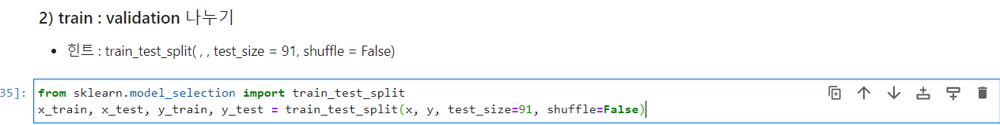 2) train : validation 나누기
• 힌트 : train_test_split( , , test_size = 91, shuffle = False)
35]: from sklearn.model_selection import train_test_split
x_train, x_test, y_train, y_test = train_test_split(x, y, test_size=91, shuffle=False)